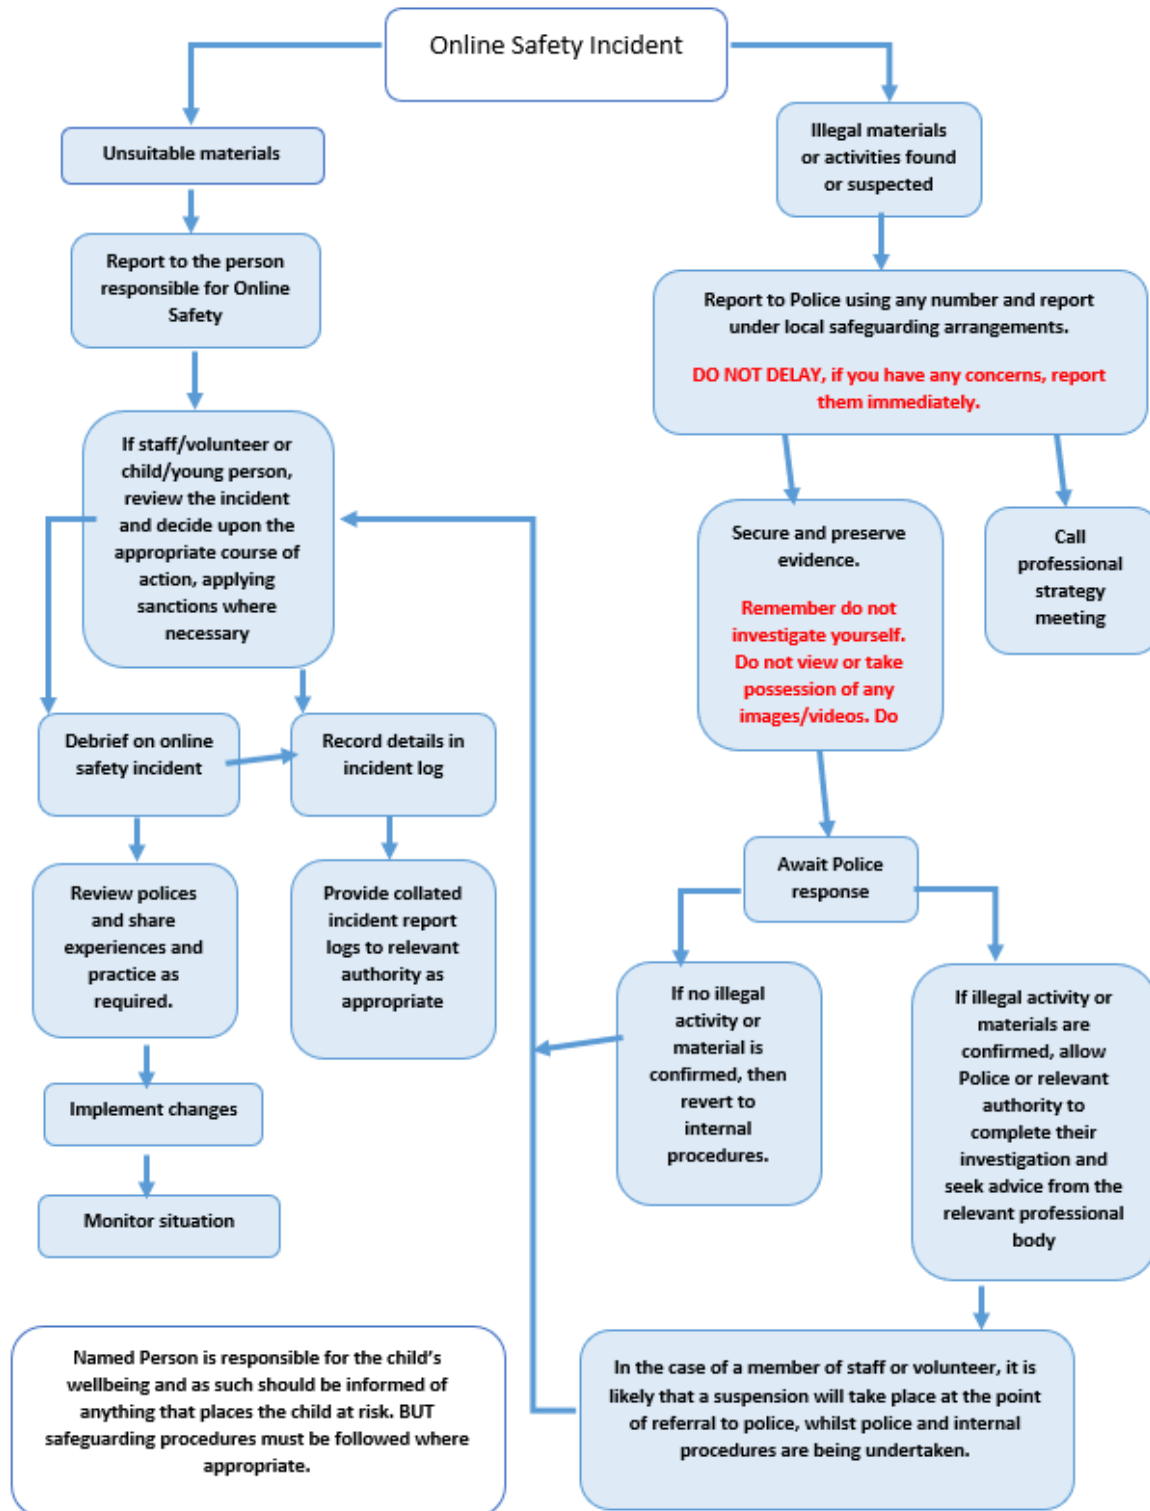 Online Safety Incident
Unsuitable materials
Illegal materials
or activities found
or suspected
Report to the person
responsible for Online
Safety
Report to Police using any number and report
under local safeguarding arrangements.
DO NOT DELAY, if you have any concerns, report
them immediately.
If staff/volunteer or
child/young person,
review the incident
and decide upon the
appropriate course of
action, applying
sanctions where
necessary
Secure and preserve
evidence.
Remember do not
investigate yourself.
Do not view or take
possession of any
images/videos. Do
Call
professional
strategy
meeting
Debrief on online
safety incident
Record details in
incident log
Review polices
and share
experiences and
practice as
required.
Provide collated
incident report
logs to relevant
authority as
appropriate
Await Police
response
If no illegal
activity or
material is
confirmed, then
revert to
internal
procedures.
If illegal activity or
materials are
confirmed, allow
Police or relevant
authority to
complete their
investigation and
seek advice from the
relevant professional
body
Implement changes
Monitor situation
Named Person is responsible for the child's
wellbeing and as such should be informed of
anything that places the child at risk. BUT
safeguarding procedures must be followed where
appropriate.
In the case of a member of staff or volunteer, it is
likely that a suspension will take place at the point
of referral to police, whilst police and internal
procedures are being undertaken.